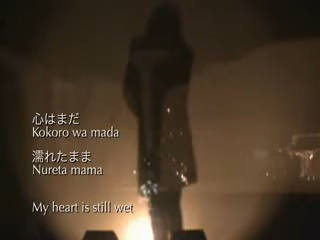 心はまだ
Kokoro wa mada
濡れたまま
Nureta mama
My heart is still wet